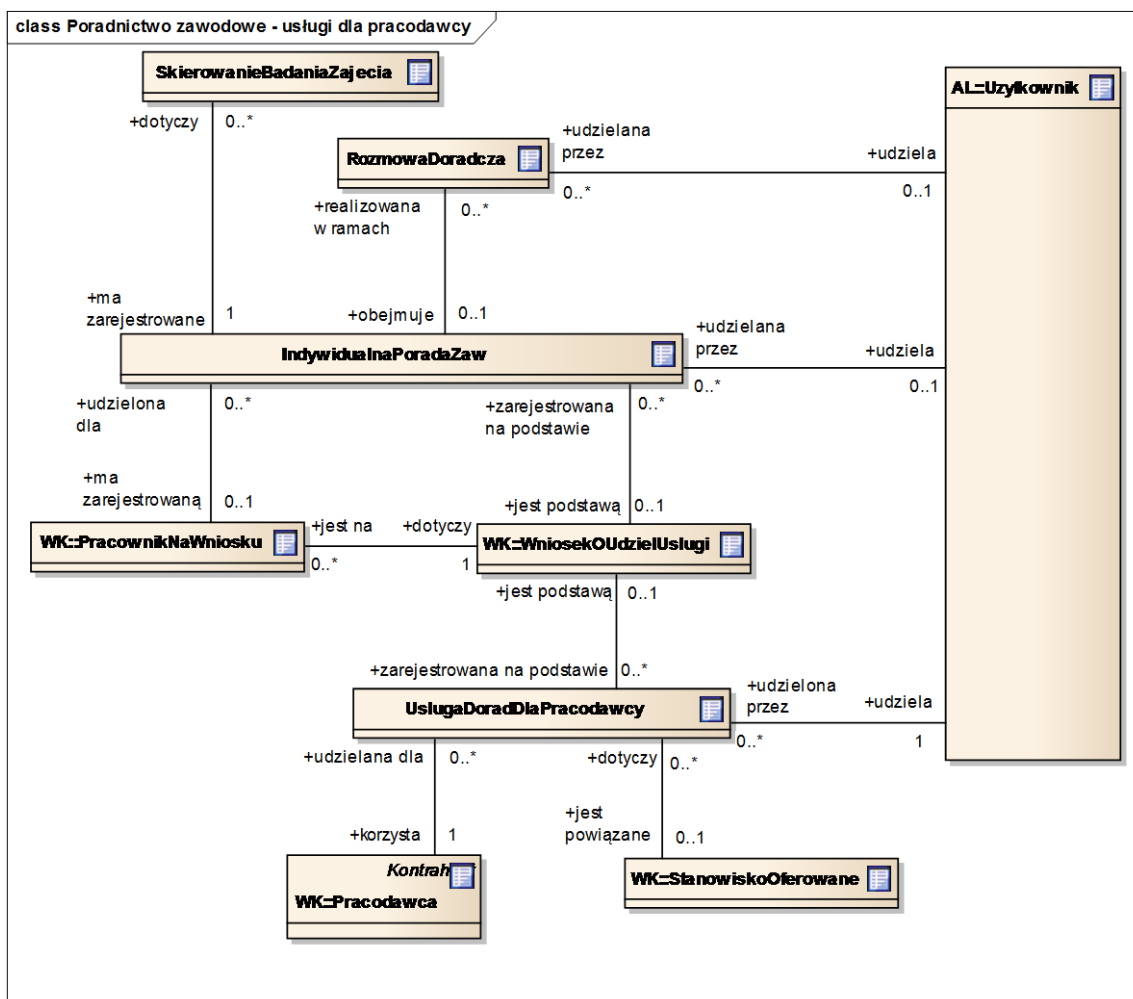 class Poradnictwo zawodowe - usługi dla pracodawcy
SkierowanieBadaniaZajecia
AL::Uzytkownik
+dotyczy
0..*
+udzielana
przez
+udziela
RozmowaDoradcza
0..*
0..1
+realizowana
w ramach
0..*
+ma
zarejestrowane
1
+obejmuje
0..1
+udzielana
przez
+udziela
IndywidualnaPoradaZaw
0..*
0..1
+udzielona
dla
0..*
+zarejestrowana
na podstawie
0..*
+ma
zarejestrowaną
0..1
+jest podstawą
0..1
+jest na
+dotyczy
WK::PracownikNaWniosku
WK::WniosekOUdzielUslugi
0..*
1
+jest podstawą
0..1
+zarejestrowana na podstawie
0..*
+udzielona
przez
+udziela
UslugaDoradDlaPracodawcy
0..*
1
+udzielana dla
0..*
+dotyczy
0..*
+korzysta
1
+jest
powiązane
0..1
WK::Pracodawca
WK::StanowiskoOferowane